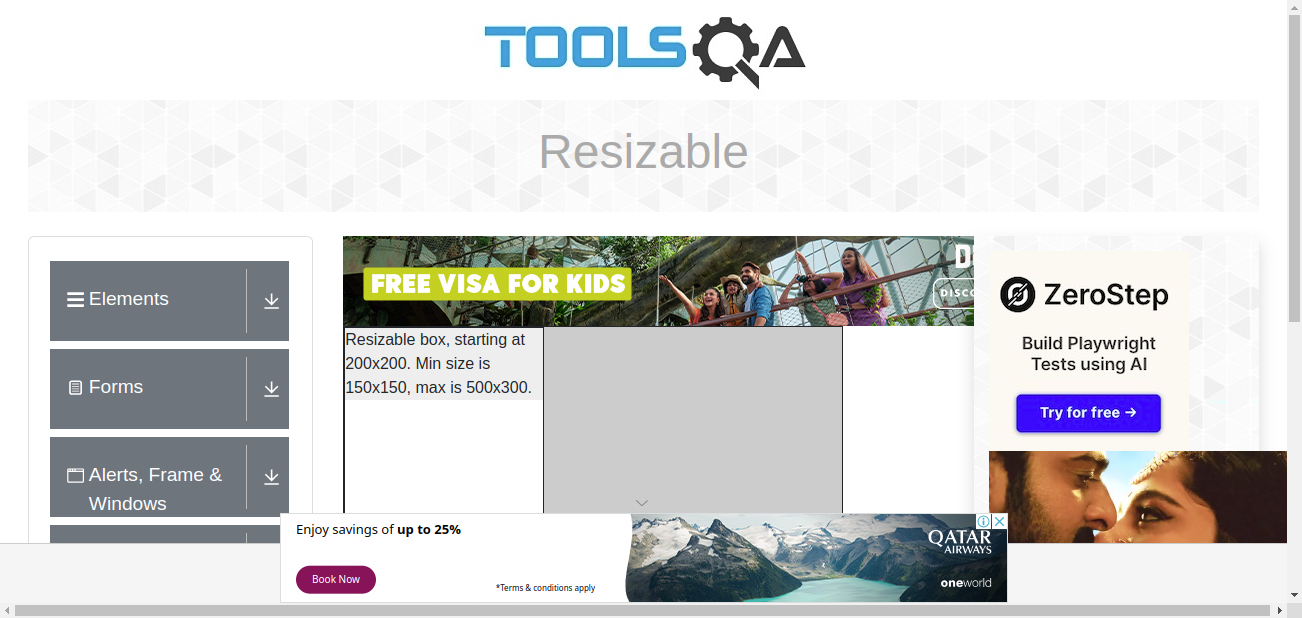 TOOLSQA
Resizable
Elements
Forms
Alerts, Frame &
Windows
FREE VISA FOR KIDS
Resizable box, starting at
200x200. Min size is
150x150, max is 500x300.
ZeroStep
Build Playwright
Tests using AI
Try for free →
Enjoy savings of up to 25%
Book Now
*Terms & conditions apply
QATAR
AIRWAYS
oneworld